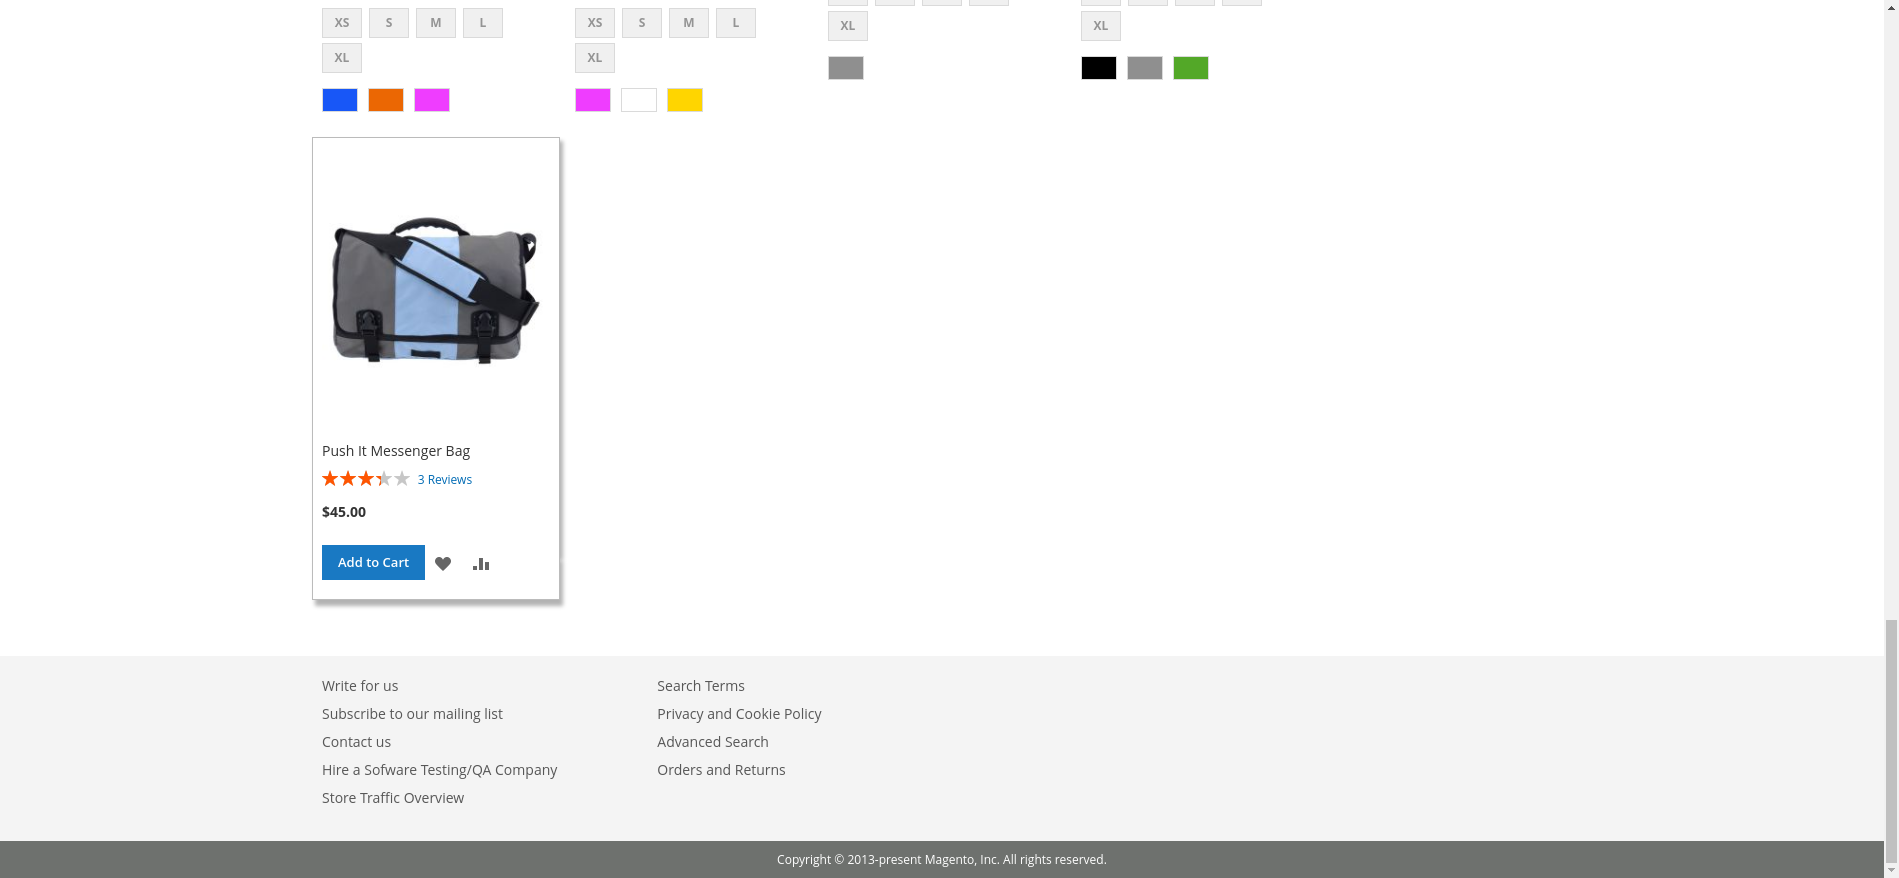 XS S M L
XL
XS S M L
XL
XL
XL
Push It Messenger Bag
3 Reviews
$45.00
Add to Cart
Write for us
Subscribe to our mailing list
Contact us
Hire a Sofware Testing/QA Company
Store Traffic Overview
Search Terms
Privacy and Cookie Policy
Advanced Search
Orders and Returns
Copyright © 2013-present Magento, Inc. All rights reserved.